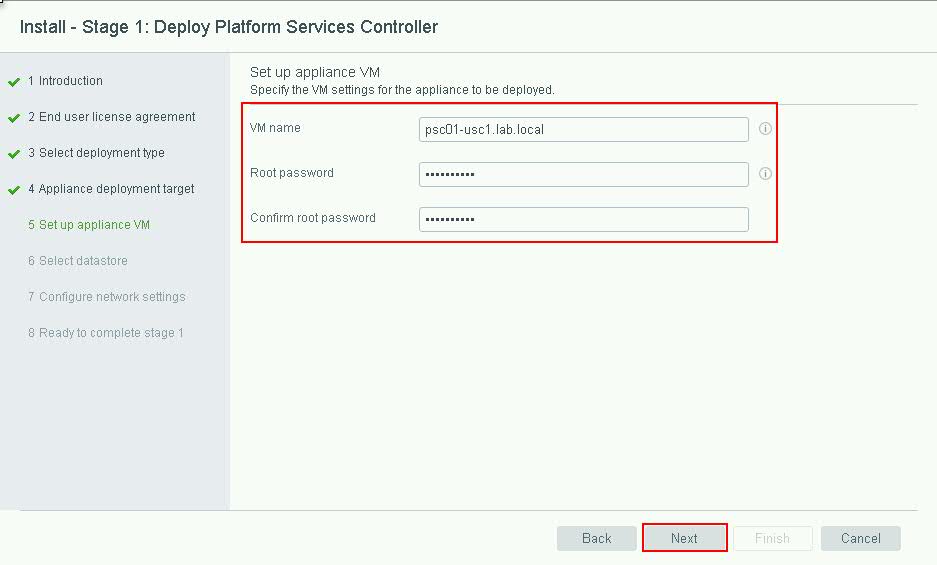 Install - Stage 1: Deploy Platform Services Controller
1 Introduction
2 End user license agreement
3 Select deployment type
4 Appliance deployment target
5 Set up appliance VM
6 Select datastore
7 Configure network settings
8 Ready to complete stage 1
Set up appliance VM
Specify the VM settings for the appliance to be deployed.
VM name
psc01-usc1.lab.local
Root password
••••••••••
Confirm root password
••••••••••
Back
Next
Finish
Cancel